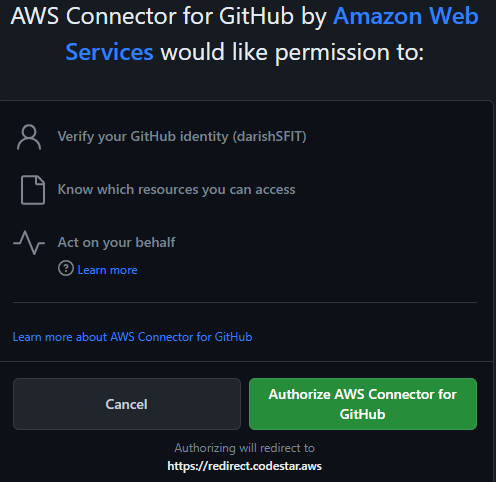 AWS Connector for GitHub by Amazon Web
Services would like permission to:
Verify your GitHub identity (darishSFIT)
Know which resources you can access
Act on your behalf
? Learn more
Learn more about AWS Connector for GitHub
Cancel
Authorize AWS Connector for
GitHub
Authorizing will redirect to
https://redirect.codestar.aws